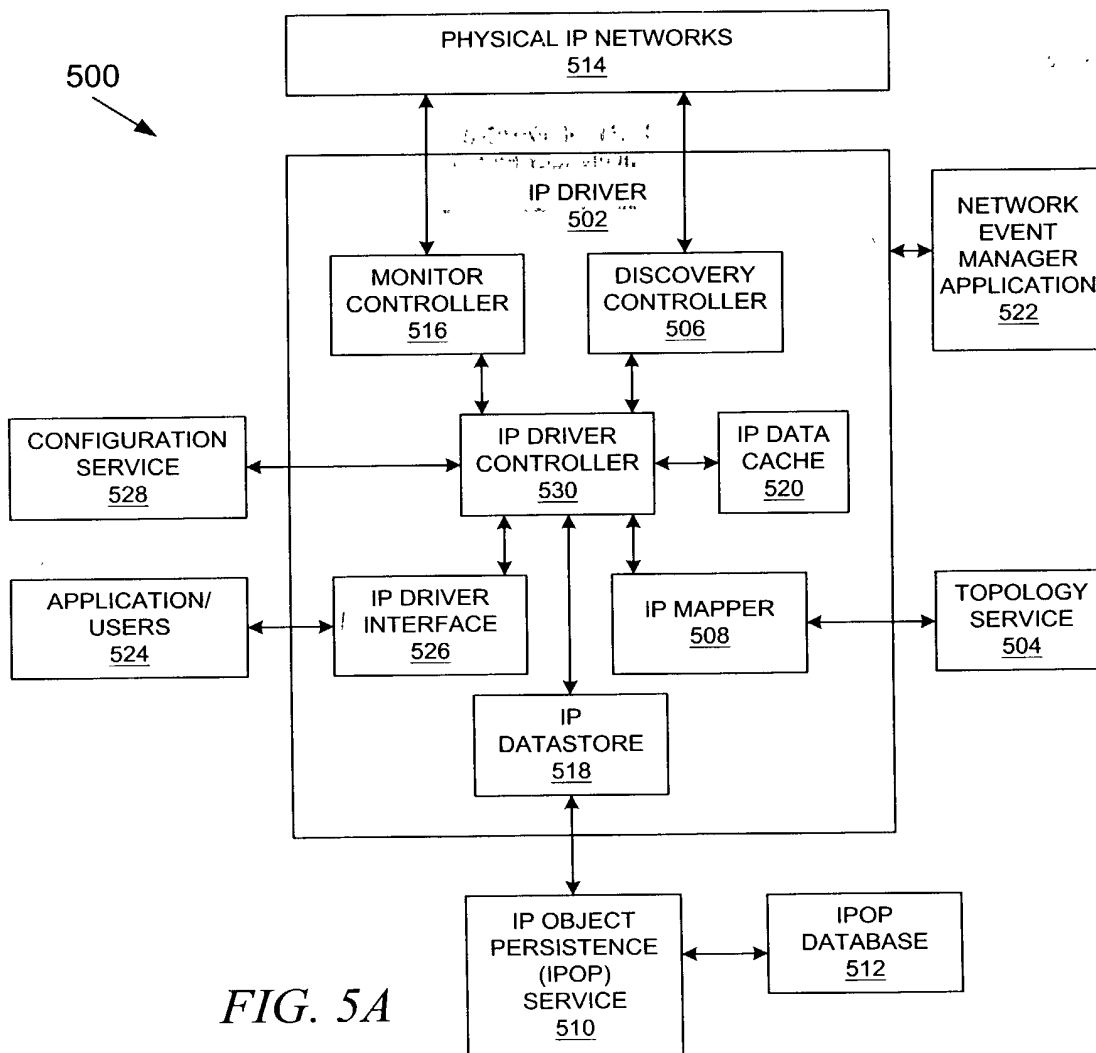 PHYSICAL IP NETWORKS
514
500
IP DRIVER
502
NETWORK
EVENT
MANAGER
APPLICATION
522
MONITOR
CONTROLLER
516
DISCOVERY
CONTROLLER
506
CONFIGURATION
SERVICE
528
IP DRIVER
CONTROLLER
530
IP DATA
CACHE
520
APPLICATION/
USERS
524
IP DRIVER
INTERFACE
526
IP MAPPER
508
TOPOLOGY
SERVICE
504
IP
DATASTORE
518
IP OBJECT
PERSISTENCE
(IPOP)
SERVICE
510
IPOP
DATABASE
512
FIG. 5A